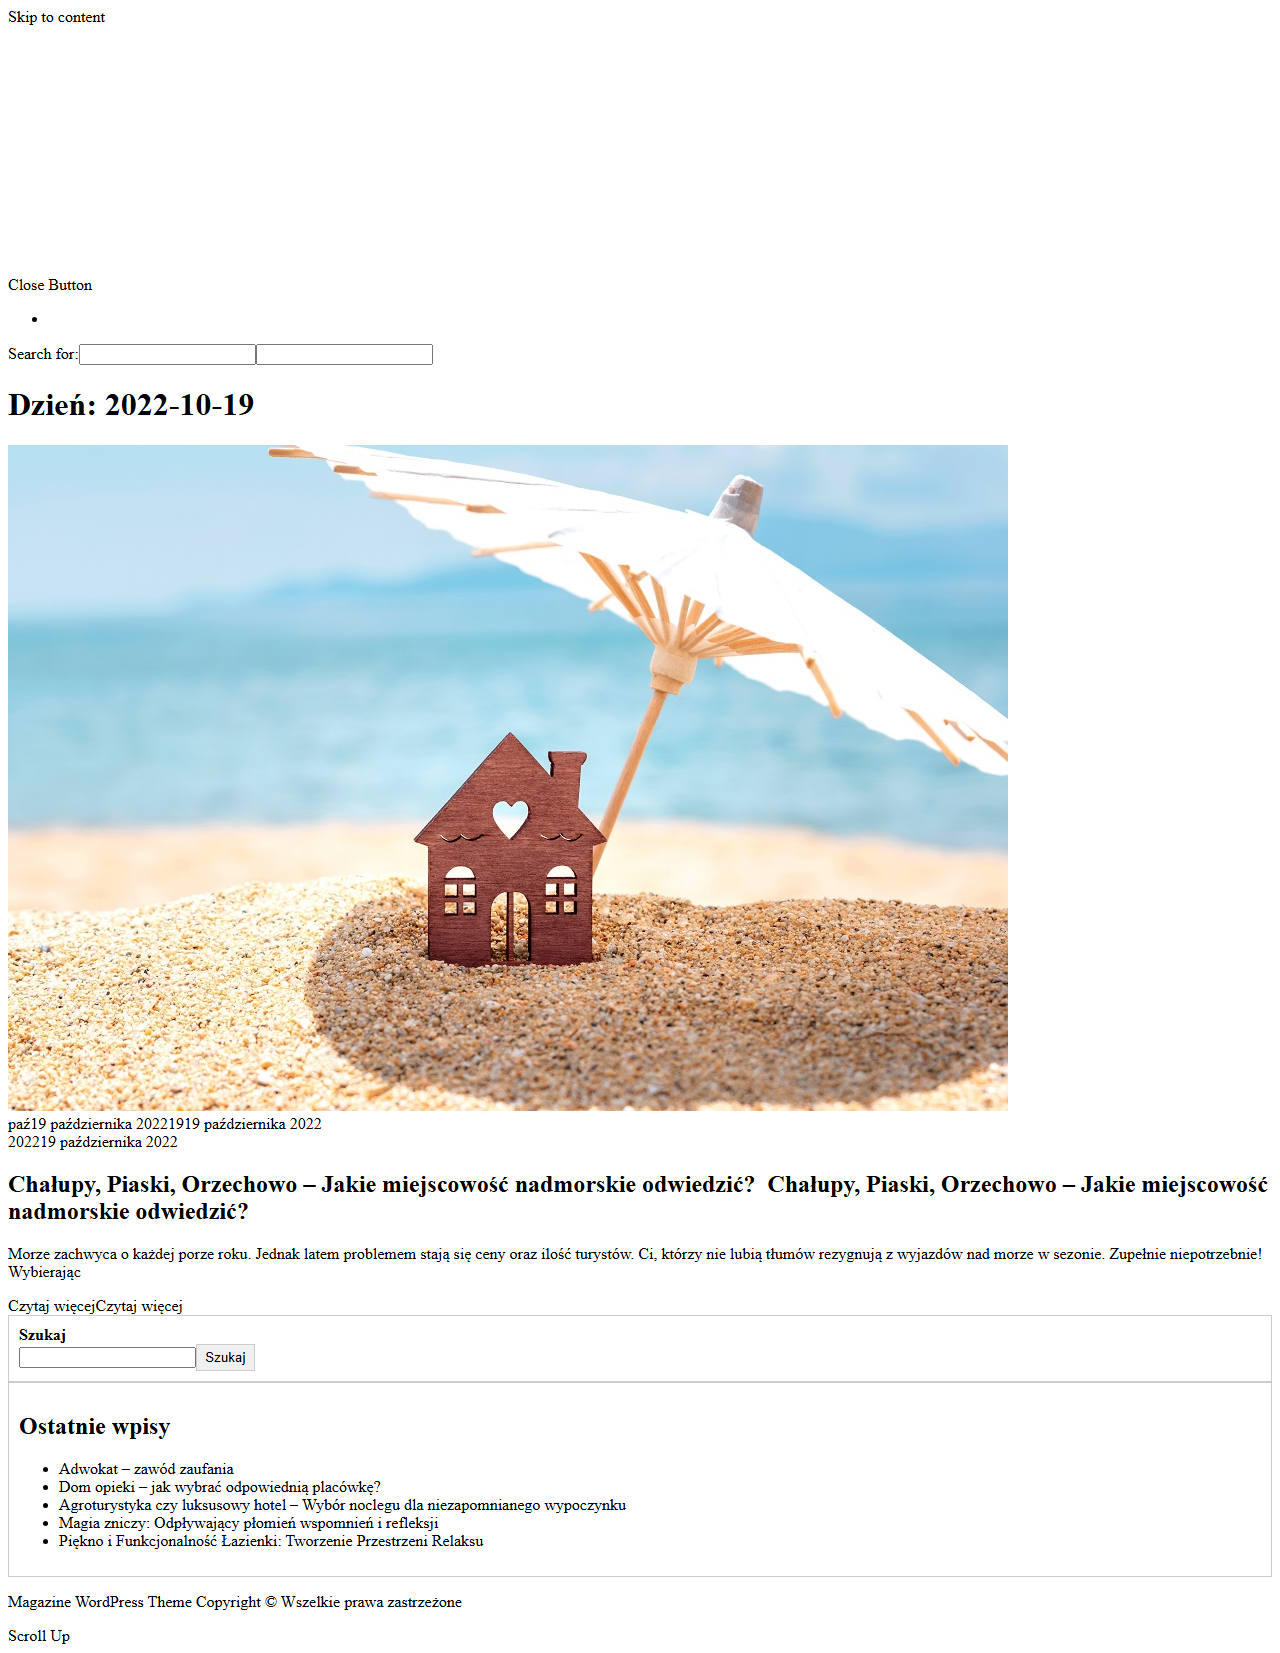 Skip to content
Close Button
Search for:
Dzień: 2022-10-19
paź19 października 20221919 października 2022
202219 października 2022
Chałupy, Piaski, Orzechowo – Jakie miejscowość nadmorskie odwiedzić?  Chałupy, Piaski, Orzechowo – Jakie miejscowość
nadmorskie odwiedzić?
Morze zachwyca o każdej porze roku. Jednak latem problemem stają się ceny oraz ilość turystów. Ci, którzy nie lubią tłumów rezygnują z wyjazdów nad morze w sezonie. Zupełnie niepotrzebnie!
Wybierając
Czytaj więcejCzytaj więcej
Szukaj
Szukaj
Ostatnie wpisy
Adwokat – zawód zaufania
Dom opieki – jak wybrać odpowiednią placówkę?
Agroturystyka czy luksusowy hotel – Wybór noclegu dla niezapomnianego wypoczynku
Magia zniczy: Odpływający płomień wspomnień i refleksji
Piękno i Funkcjonalność Łazienki: Tworzenie Przestrzeni Relaksu
Magazine WordPress Theme Copyright © Wszelkie prawa zastrzeżone
Scroll Up